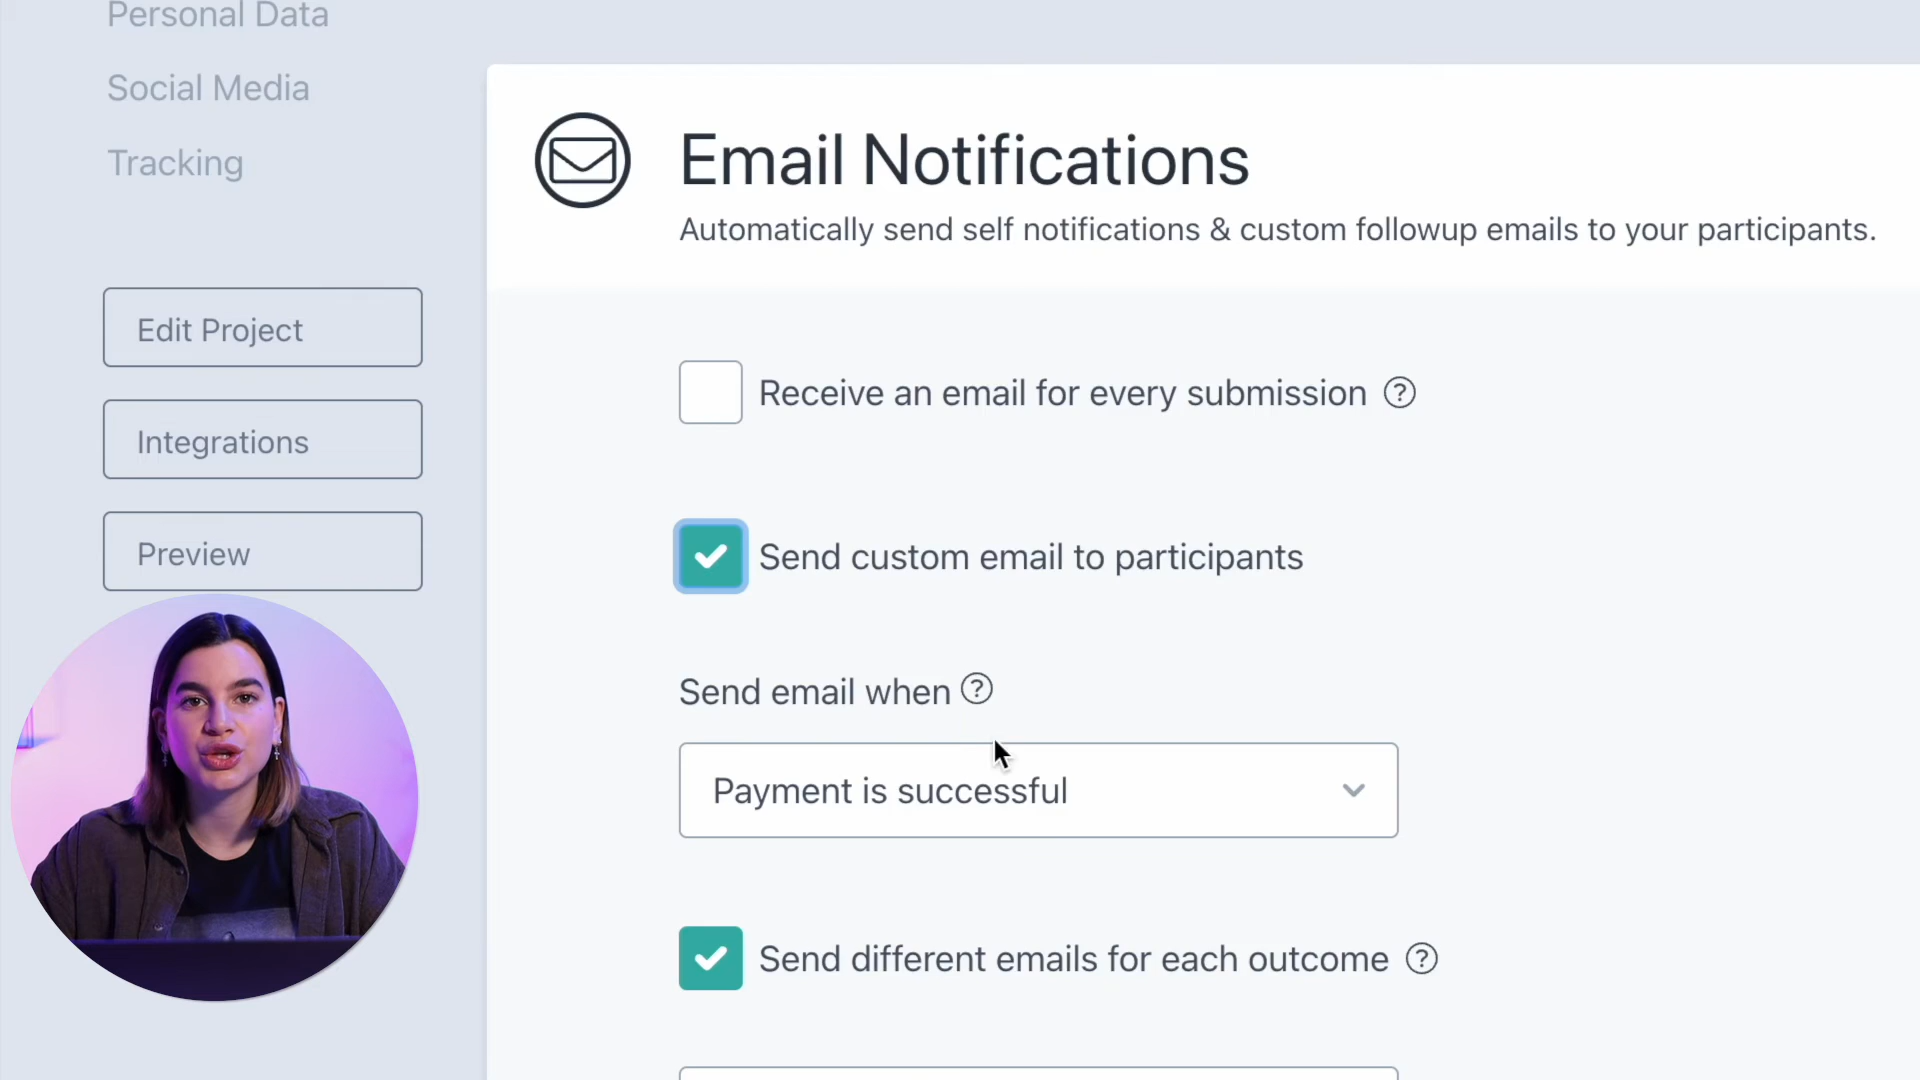 Personal Data
Social Media
Tracking
Edit Project
Integrations
Preview
Email Notifications
Automatically send self notifications & custom followup emails to your participants.
Receive an email for every submission ?
Send custom email to participants
Send email when ?
Payment is successful
Send different emails for each outcome ?